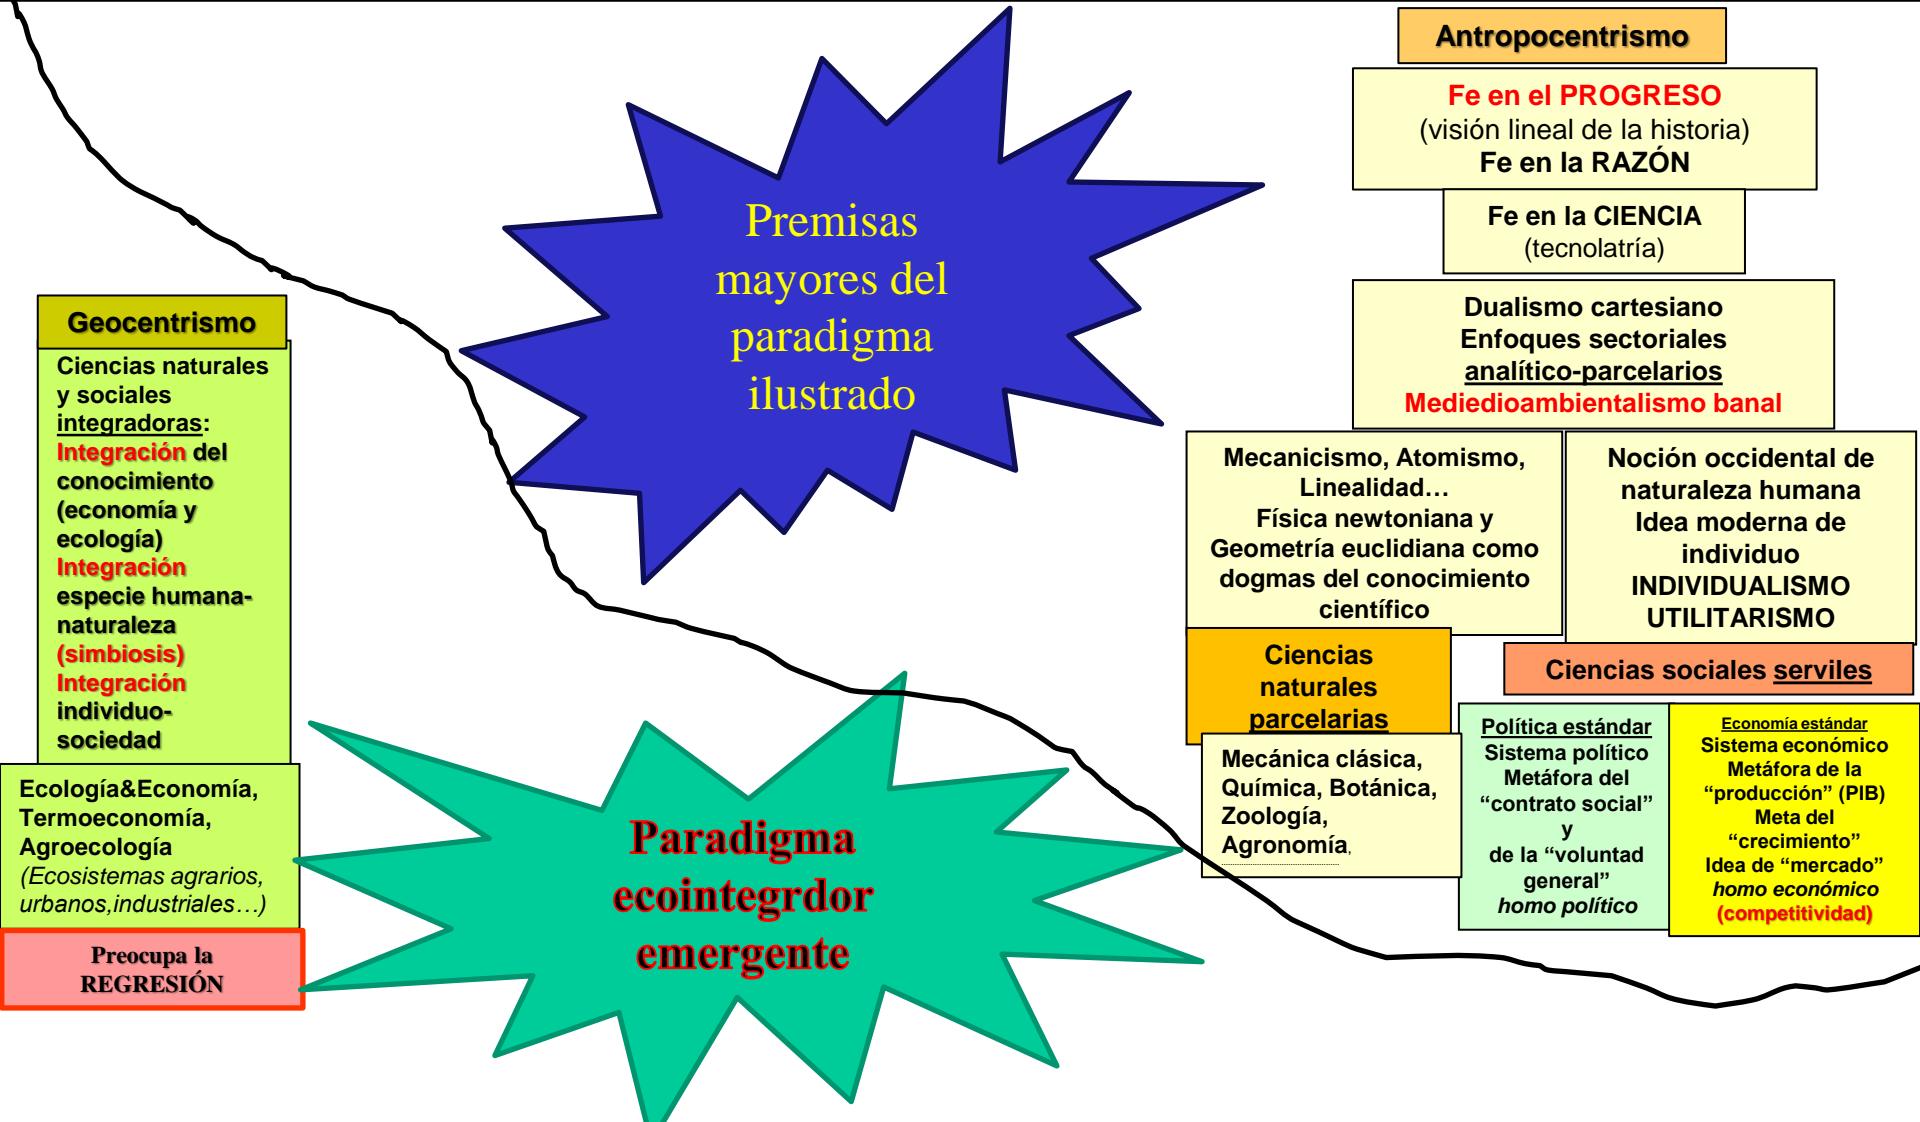 Premisas
mayores del
paradigma
ilustrado
Antropocentrismo
Fe en el PROGRESO
(visión lineal de la historia)
Fe en la RAZÓN
Fe en la CIENCIA
(tecnolatría)
Dualismo cartesiano
Enfoques sectoriales
analítico-parcelarios
Mediedioambientalismo banal
Mecanicismo, Atomismo,
Linealidad…
Física newtoniana y
Geometría euclidiana como
dogmas del conocimiento
científico
Noción occidental de
naturaleza humana
Idea moderna de
individuo
INDIVIDUALISMO
UTILITARISMO
Ciencias
naturales
parcelarias
Mecánica clásica,
Química, Botánica,
Zoología,
Agronomía,
Ciencias sociales serviles
Política estándar
Sistema político
Metáfora del
“contrato social”
y
de la “voluntad
general”
homo político
Economía estándar
Sistema económico
Metáfora de la
“producción” (PIB)
Meta del
“crecimiento”
Idea de “mercado”
homo económico
(competitividad)
Geocentrismo
Ciencias naturales
y sociales
integradoras:
Integración del
conocimiento
(economía y
ecología)
Integración
especie humana-
naturaleza
(simbiosis)
Integración
individuo-
sociedad
Ecología&Economía,
Termoeconomía,
Agroecología
(Ecosistemas agrarios,
urbanos,industriales…)
Preocupa la
REGRESIÓN
Paradigma
ecointegrdor
emergente